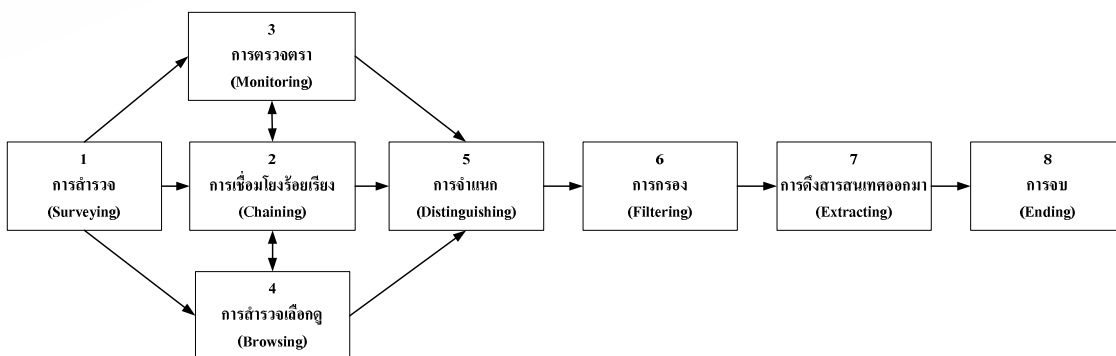 3
การตรวจตรา
(Monitoring)
1
การสำรวจ
(Surveying)
2
การเชื่อมโยงร้อยเรียง
(Chaining)
5
การจำแนก
(Distinguishing)
6
การกรอง
(Filtering)
7
การดึงสารสนเทศออกมา
(Extracting)
8
การจบ
(Ending)
4
การสำรวจเลือกดู
(Browsing)